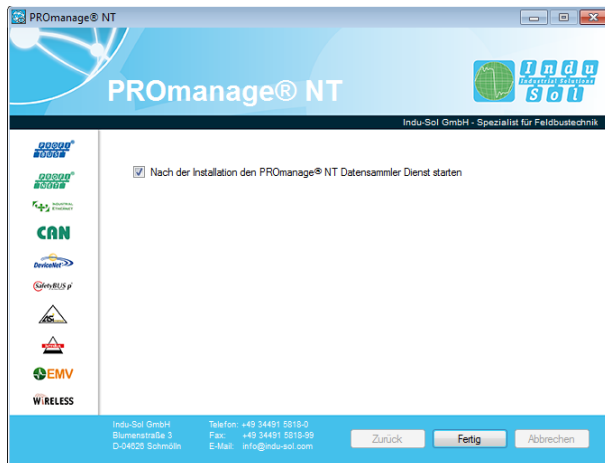 PROmanage® NT
PROmanage® NT
Indu
Industrial Solutions
Sol
Indu-Sol GmbH - Spezialist für Feldbustechnik
PROFI
BUS
PROFI
NET
INDUSTRIAL
ETHERNET
CAN
DeviceNet
SafetyBUS p
ASi
EMV
WiRELESS
Nach der Installation den PROmanage® NT Datensammler Dienst starten
Indu-Sol GmbH
Blumenstraße 3
D-04626 Schmölln
Telefon: +49 34491 5818-0
Fax: +49 34491 5818-99
E-Mail: info@indu-sol.com
Zurück
Fertig
Abbrechen